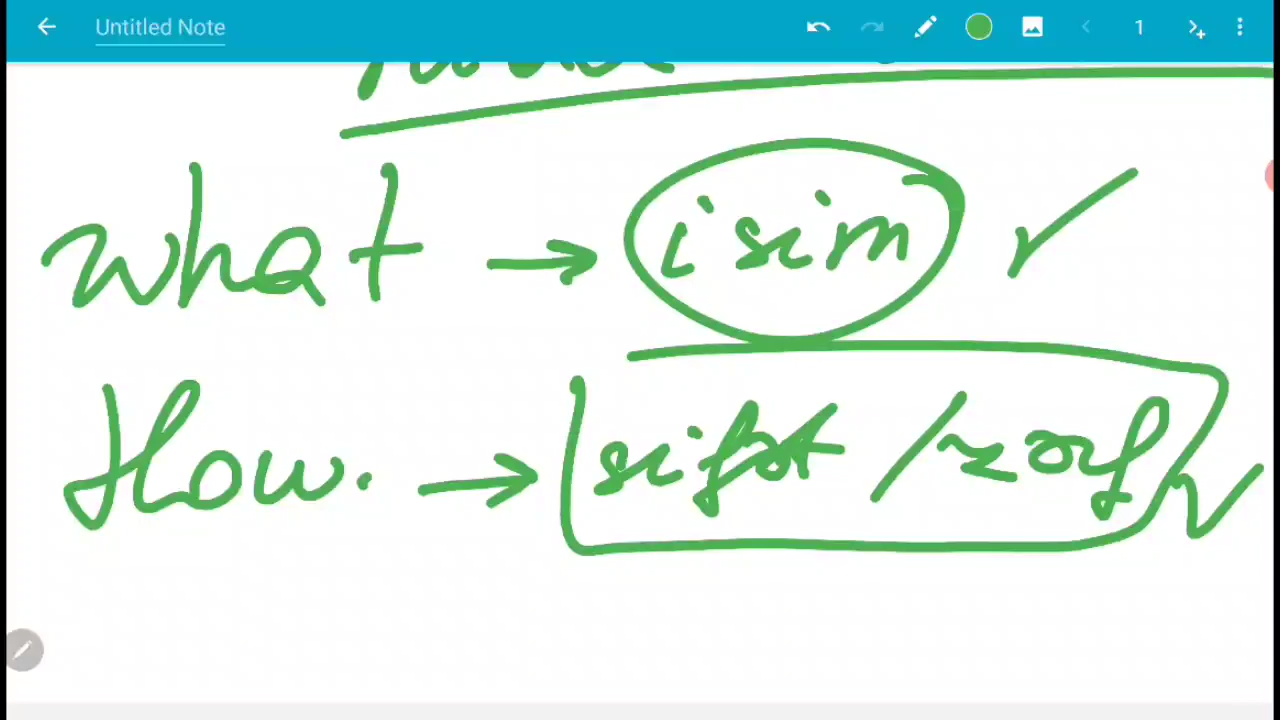 Untitled Note
1
What → isim ✓
How. → sifat / zarf ✓